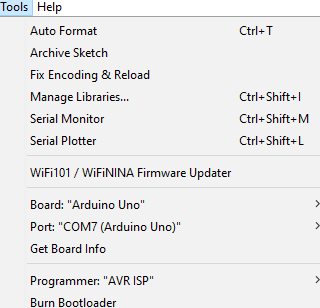 Tools Help
Auto Format Ctrl+T
Archive Sketch
Fix Encoding & Reload
Manage Libraries... Ctrl+Shift+I
Serial Monitor Ctrl+Shift+M
Serial Plotter Ctrl+Shift+L
WiFi101 / WiFiNINA Firmware Updater
Board: "Arduino Uno"
Port: "COM7 (Arduino Uno)"
Get Board Info
Programmer: "AVR ISP"
Burn Bootloader